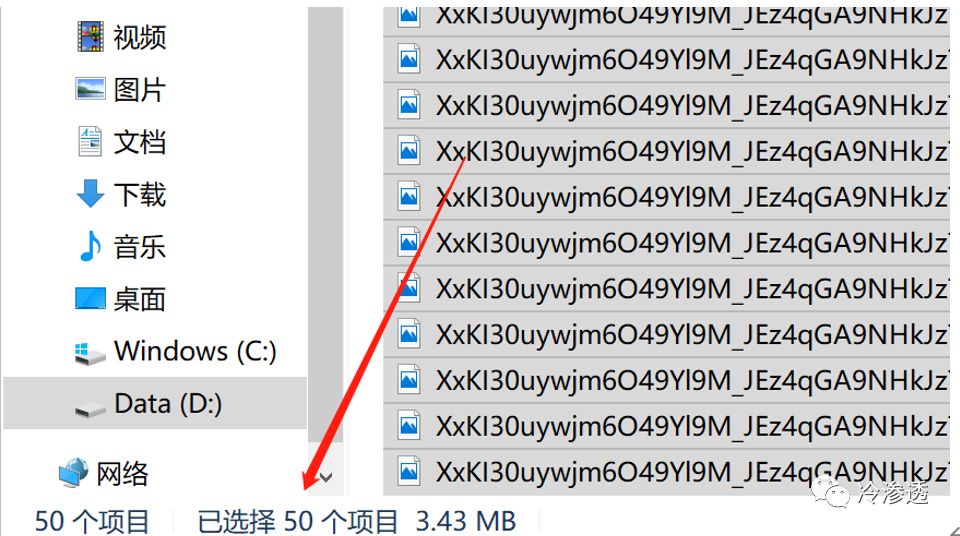 视频
图片
文档
下载
音乐
桌面
Windows (C:)
Data (D:)
网络
XxKI30uywjm6O49Yl9M_JEz4qGA9NHkJz
XxKI30uywjm6O49Yl9M_JEz4qGA9NHkJz
XxKI30uywjm6O49Yl9M_JEz4qGA9NHkJz
XxKI30uywjm6O49Yl9M_JEz4qGA9NHkJz
XxKI30uywjm6O49Yl9M_JEz4qGA9NHkJz
XxKI30uywjm6O49Yl9M_JEz4qGA9NHkJz
XxKI30uywjm6O49Yl9M_JEz4qGA9NHkJz
XxKI30uywjm6O49Yl9M_JEz4qGA9NHkJz
XxKI30uywjm6O49Yl9M_JEz4qGA9NHkJz
XxKI30uywjm6O49Yl9M_JEz4qGA9NHkJz
XxKI30uywjm6O49Yl9M_JEz4qGA9NHkJz
冷渗透
50 个项目 已选择 50 个项目 3.43 MB